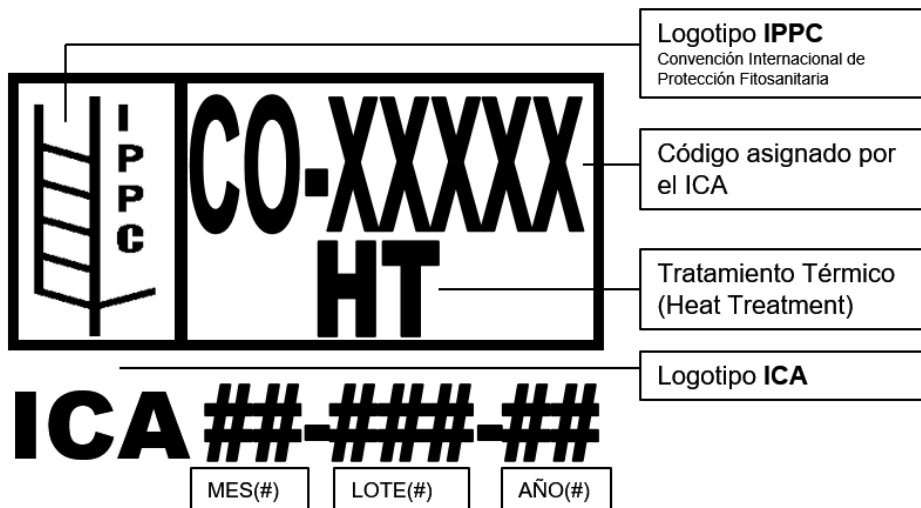 Logotipo IPPC
Convención Internacional de
Protección Fitosanitaria
IPPC
CO-XXXXX
HT
Código asignado por
el ICA
Tratamiento Térmico
(Heat Treatment)
Logotipo ICA
ICA ##-###-##
MES(#)
LOTE(#)
AÑO(#)